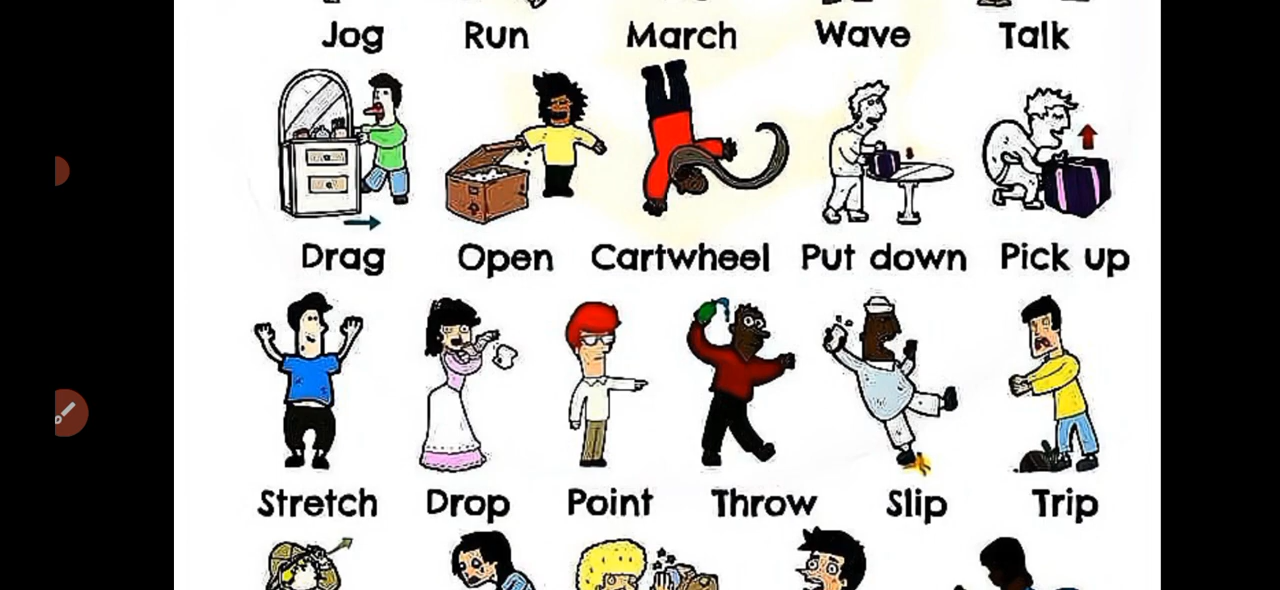 Jog Run March Wave Talk
Drag Open Cartwheel Put down Pick up
Stretch Drop Point Throw Slip Trip